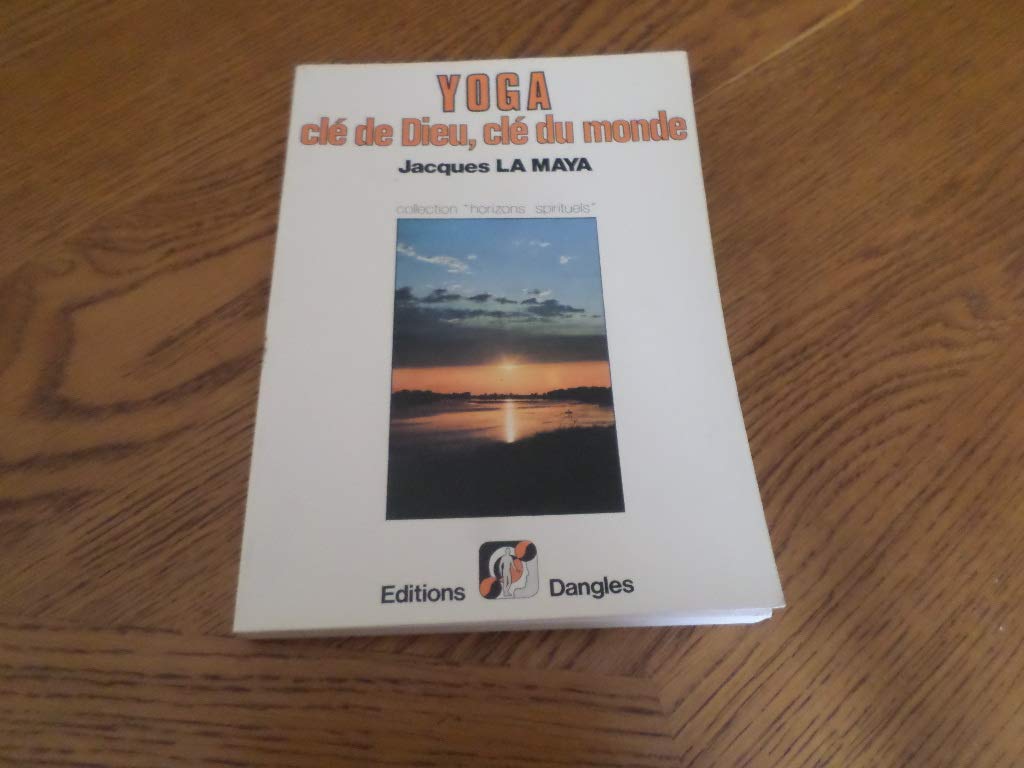 YOGA
clé de Dieu, clé du monde
Jacques LA MAYA
collection "horizons spirituels"
Editions Dangles